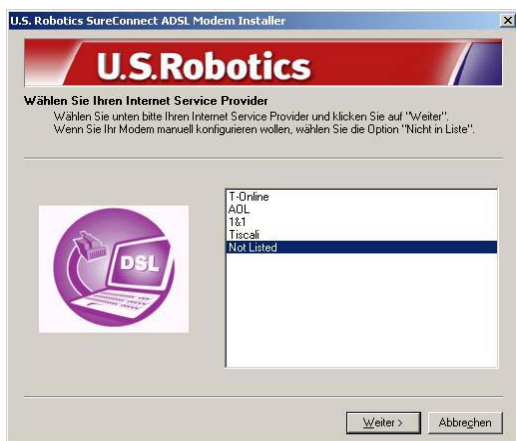 U.S. Robotics SureConnect ADSL Modem Installer
U.S.Robotics
Wählen Sie Ihren Internet Service Provider
Wählen Sie unten bitte Ihren Internet Service Provider und klicken Sie auf "Weiter".
Wenn Sie Ihr Modem manuell konfigurieren wollen, wählen Sie die Option "Nicht in Liste".
DSL
T-Online
AOL
1&1
Tiscali
Not Listed
Weiter >
Abbrechen